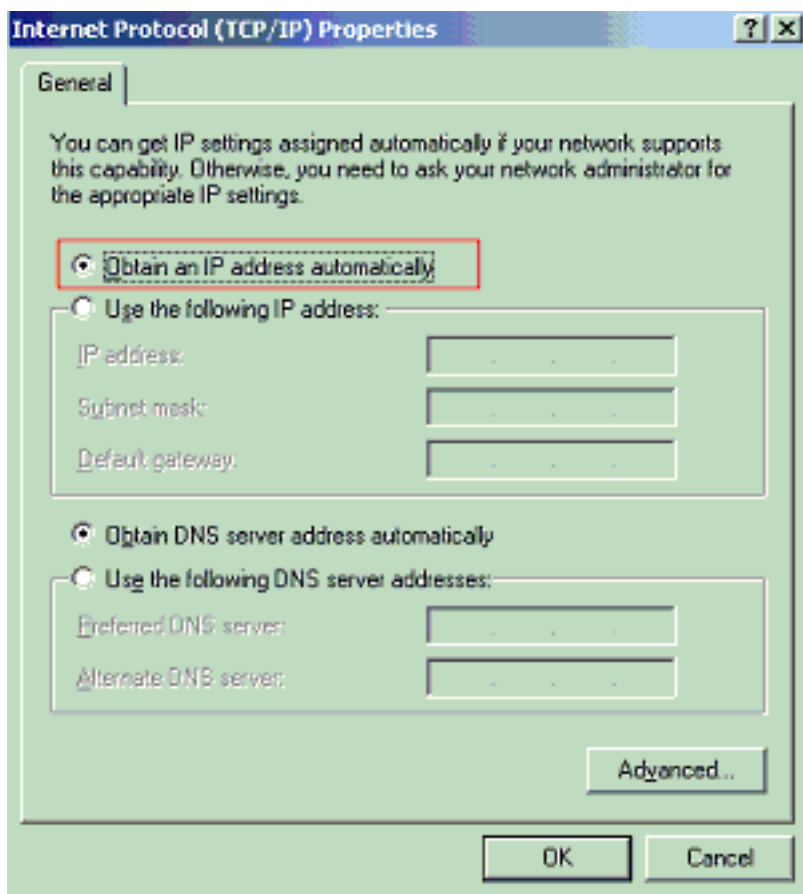 Internet Protocol (TCP/IP) Properties
General
You can get IP settings assigned automatically if your network supports
this capability. Otherwise, you need to ask your network administrator for
the appropriate IP settings.
Obtain an IP address automatically
Use the following IP address:
IP address:
Subnet mask:
Default gateway:
Obtain DNS server address automatically
Use the following DNS server addresses:
Preferred DNS server:
Alternate DNS server:
Advanced...
OK
Cancel